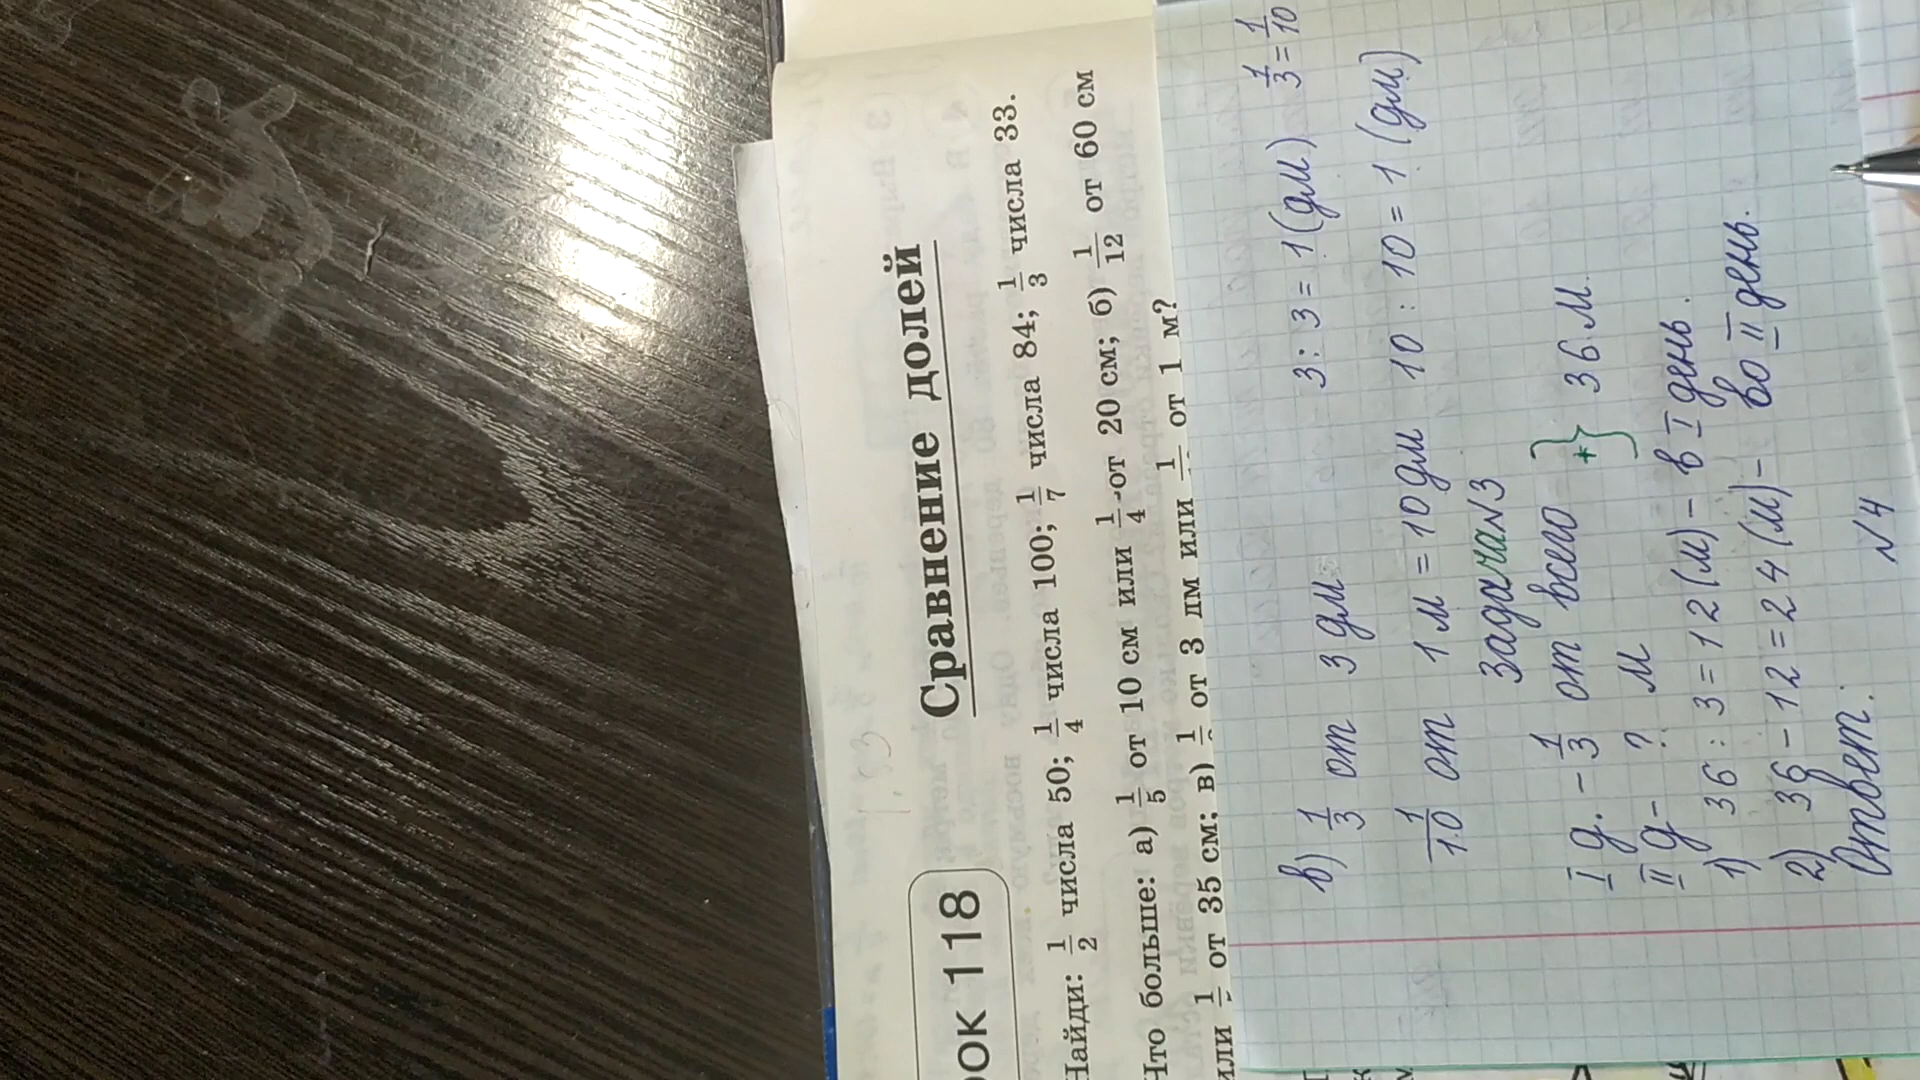 рок 118
Сравнение долей
Найди: 1/2 числа 50; 1/4 числа 100; 1/7 числа 84; 1/3 числа 33.
Что больше: а) 1/5 от 10 см или 1/4 от 20 см; б) 1/12 от 60 см
или от 35 см; в) от 3 дм или от 1 м?
в) 1/3 от 3 дм 3 : 3 = 1 (дм) 1/3 = 1/10
1/10 от 1 м = 10 дм 10 : 10 = 1 (дм)
Задача №3
I д. - 1/3 от всего
II д - ? м } + 36 м.
1) 36 : 3 = 12 (м) - в I день.
2) 36 - 12 = 24 (м) - во II день.
Ответ:
№4